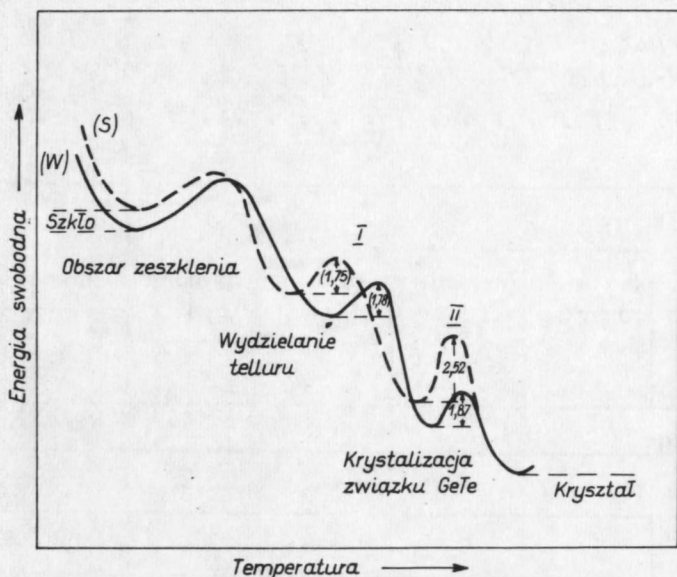 Energia swobodna
(S)
(W)
Szkło
Obszar zeszklenia
I
(1,75)
(1,78)
Wydzielanie
telluru
II
2,52
1,87
Krystalizacja
związku GeTe
Kryształ
Temperatura